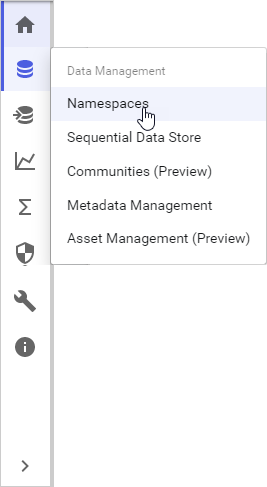 Data Management
Namespaces
Sequential Data Store
Communities (Preview)
Metadata Management
Asset Management (Preview)